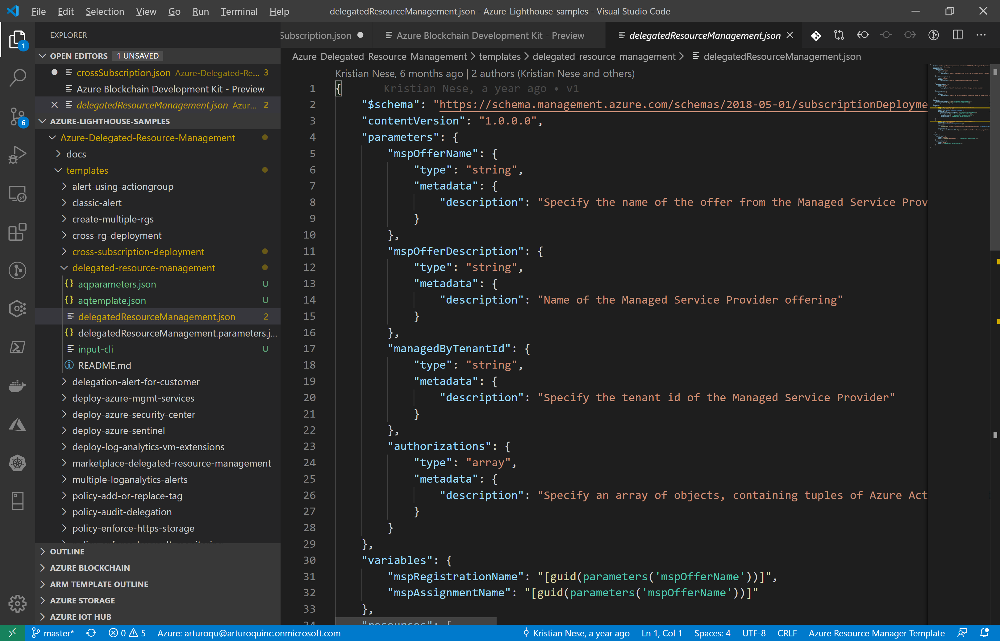 File Edit Selection View Go Run Terminal Help
delegatedResourceManagement.json - Azure-Lighthouse-samples - Visual Studio Code
EXPLORER
OPEN EDITORS 1 UNSAVED
crossSubscription.json Azure-Delegated-Re... 3
Azure Blockchain Development Kit - Preview
delegatedResourceManagement.json Azur... 2
AZURE-LIGHTHOUSE-SAMPLES
Azure-Delegated-Resource-Management
docs
templates
alert-using-actiongroup
classic-alert
create-multiple-rgs
cross-rg-deployment
cross-subscription-deployment
delegated-resource-management
aqparameters.json U
aqtemplate.json U
delegatedResourceManagement.json 2
delegatedResourceManagement.parameters.j...
input-cli U
README.md
delegation-alert-for-customer
deploy-azure-mgmt-services
deploy-azure-security-center
deploy-azure-sentinel
deploy-log-analytics-vm-extensions
marketplace-delegated-resource-management
multiple-loganalytics-alerts
policy-add-or-replace-tag
policy-audit-delegation
policy-enforce-https-storage
OUTLINE
AZURE BLOCKCHAIN
ARM TEMPLATE OUTLINE
AZURE STORAGE
AZURE IOT HUB
1
6
Subscription.json
Azure Blockchain Development Kit - Preview
delegatedResourceManagement.json
Azure-Delegated-Resource-Management > templates > delegated-resource-management > delegatedResourceManagement.json
Kristian Nese, 6 months ago | 2 authors (Kristian Nese and others)
1 { Kristian Nese, a year ago • v1
2 "$schema": "https://schema.management.azure.com/schemas/2018-05-01/subscriptionDeployme
3 "contentVersion": "1.0.0.0",
4 "parameters": {
5 "mspOfferName": {
6 "type": "string",
7 "metadata": {
8 "description": "Specify the name of the offer from the Managed Service Prov
9 }
10 },
11 "mspOfferDescription": {
12 "type": "string",
13 "metadata": {
14 "description": "Name of the Managed Service Provider offering"
15 }
16 },
17 "managedByTenantId": {
18 "type": "string",
19 "metadata": {
20 "description": "Specify the tenant id of the Managed Service Provider"
21 }
22 },
23 "authorizations": {
24 "type": "array",
25 "metadata": {
26 "description": "Specify an array of objects, containing tuples of Azure Act
27 }
28 }
29 },
30 "variables": {
31 "mspRegistrationName": "[guid(parameters('mspOfferName'))]",
32 "mspAssignmentName": "[guid(parameters('mspOfferName'))]"
33 },
34 "resources": [
master* 0 5 Azure: arturoqu@arturoquinc.onmicrosoft.com Kristian Nese, a year ago Ln 1, Col 1 Spaces: 4 UTF-8 CRLF Azure Resource Manager Template